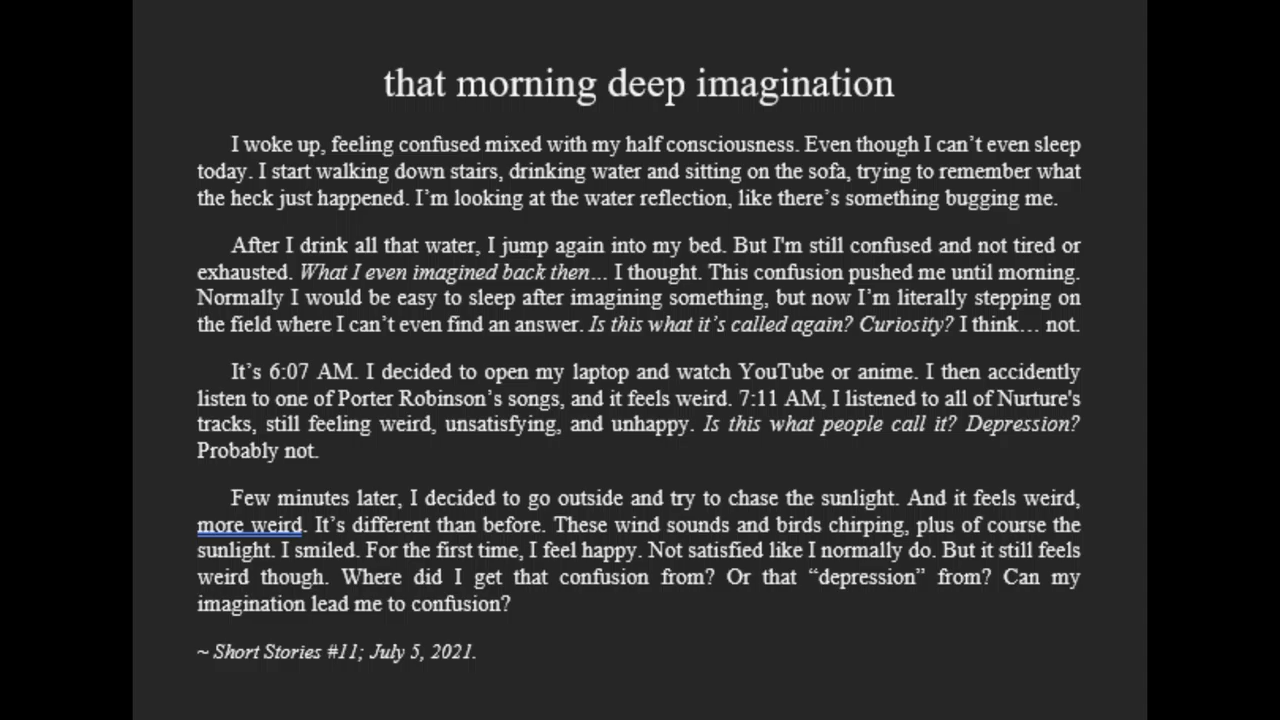 that morning deep imagination
I woke up, feeling confused mixed with my half consciousness. Even though I can’t even sleep
today. I start walking down stairs, drinking water and sitting on the sofa, trying to remember what
the heck just happened. I’m looking at the water reflection, like there’s something bugging me.
After I drink all that water, I jump again into my bed. But I'm still confused and not tired or
exhausted. What I even imagined back then... I thought. This confusion pushed me until morning.
Normally I would be easy to sleep after imagining something, but now I’m literally stepping on
the field where I can’t even find an answer. Is this what it’s called again? Curiosity? I think… not.
It’s 6:07 AM. I decided to open my laptop and watch YouTube or anime. I then accidently
listen to one of Porter Robinson’s songs, and it feels weird. 7:11 AM, I listened to all of Nurture's
tracks, still feeling weird, unsatisfying, and unhappy. Is this what people call it? Depression?
Probably not.
Few minutes later, I decided to go outside and try to chase the sunlight. And it feels weird,
more weird. It’s different than before. These wind sounds and birds chirping, plus of course the
sunlight. I smiled. For the first time, I feel happy. Not satisfied like I normally do. But it still feels
weird though. Where did I get that confusion from? Or that “depression” from? Can my
imagination lead me to confusion?
~ Short Stories #11; July 5, 2021.